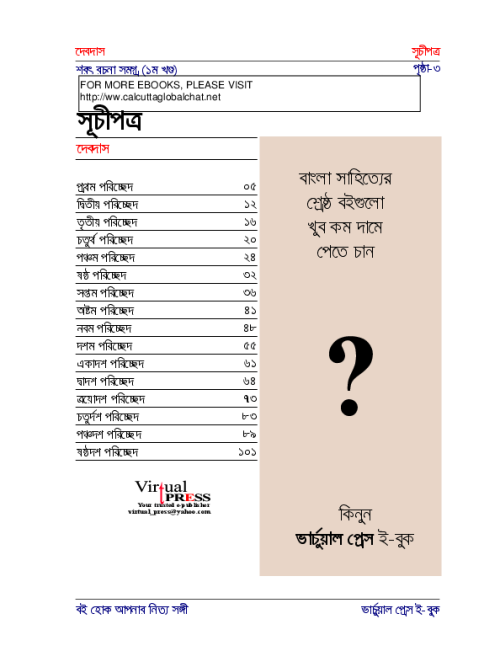 দেবদাস সূচীপত্র
শরৎ রচনা সমগ্র (১ম খণ্ড) পৃষ্ঠা-৩
FOR MORE EBOOKS, PLEASE VISIT
http://ww.calcuttaglobalchat.net
সূচীপত্র
দেবদাস
প্রথম পরিচ্ছেদ ০৫
দ্বিতীয় পরিচ্ছেদ ১২
তৃতীয় পরিচ্ছেদ ১৬
চতুর্থ পরিচ্ছেদ ২০
পঞ্চম পরিচ্ছেদ ২৪
ষষ্ঠ পরিচ্ছেদ ৩২
সপ্তম পরিচ্ছেদ ৩৬
অষ্টম পরিচ্ছেদ ৪১
নবম পরিচ্ছেদ ৪৮
দশম পরিচ্ছেদ ৫৫
একাদশ পরিচ্ছেদ ৬১
দ্বাদশ পরিচ্ছেদ ৬৪
ত্রয়োদশ পরিচ্ছেদ ৭৩
চতুর্দশ পরিচ্ছেদ ৮৩
পঞ্চদশ পরিচ্ছেদ ৮৯
ষষ্ঠদশ পরিচ্ছেদ ১০১
Virtual
PRESS
Your trusted e-publisher
virtual_press@yahoo.com
বাংলা সাহিত্যের
শ্রেষ্ঠ বইগুলো
খুব কম দামে
পেতে চান
?
কিনুন
ভার্চুয়াল প্রেস ই-বুক
বই হোক আপনার নিত্য সঙ্গী ভার্চুয়াল প্রেস ই-বুক